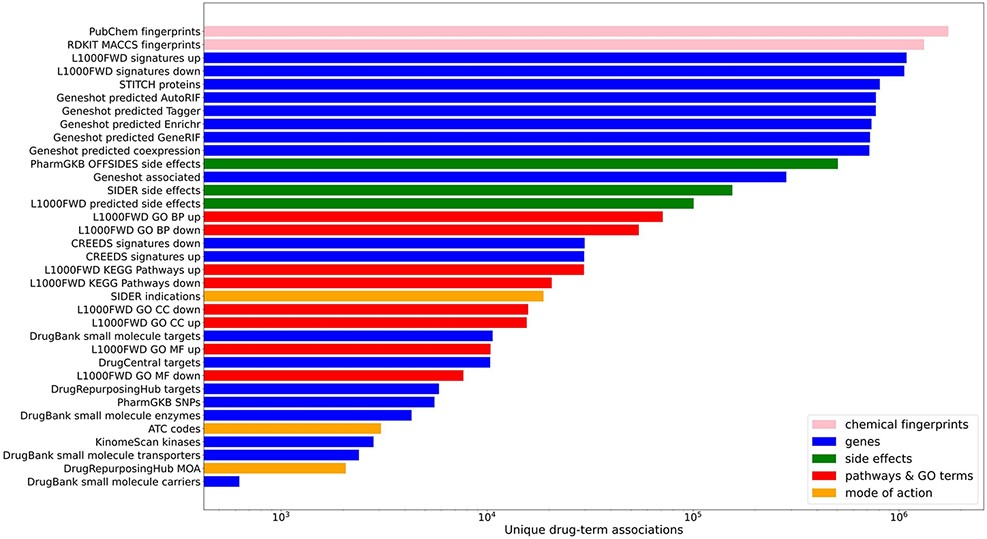 PubChem fingerprints
RDKIT MACCS fingerprints
L1000FWD signatures up
L1000FWD signatures down
STITCH proteins
Geneshot predicted AutoRIF
Geneshot predicted Tagger
Geneshot predicted Enrichr
Geneshot predicted GeneRIF
Geneshot predicted coexpression
PharmGKB OFFSIDES side effects
Geneshot associated
SIDER side effects
L1000FWD predicted side effects
L1000FWD GO BP up
L1000FWD GO BP down
CREEDS signatures down
CREEDS signatures up
L1000FWD KEGG Pathways up
L1000FWD KEGG Pathways down
SIDER indications
L1000FWD GO CC down
L1000FWD GO CC up
DrugBank small molecule targets
L1000FWD GO MF up
DrugCentral targets
L1000FWD GO MF down
DrugRepurposingHub targets
PharmGKB SNPs
DrugBank small molecule enzymes
ATC codes
KinomeScan kinases
DrugBank small molecule transporters
DrugRepurposingHub MOA
DrugBank small molecule carriers
chemical fingerprints
genes
side effects
pathways & GO terms
mode of action
10³ 10⁴ 10⁵ 10⁶
Unique drug-term associations